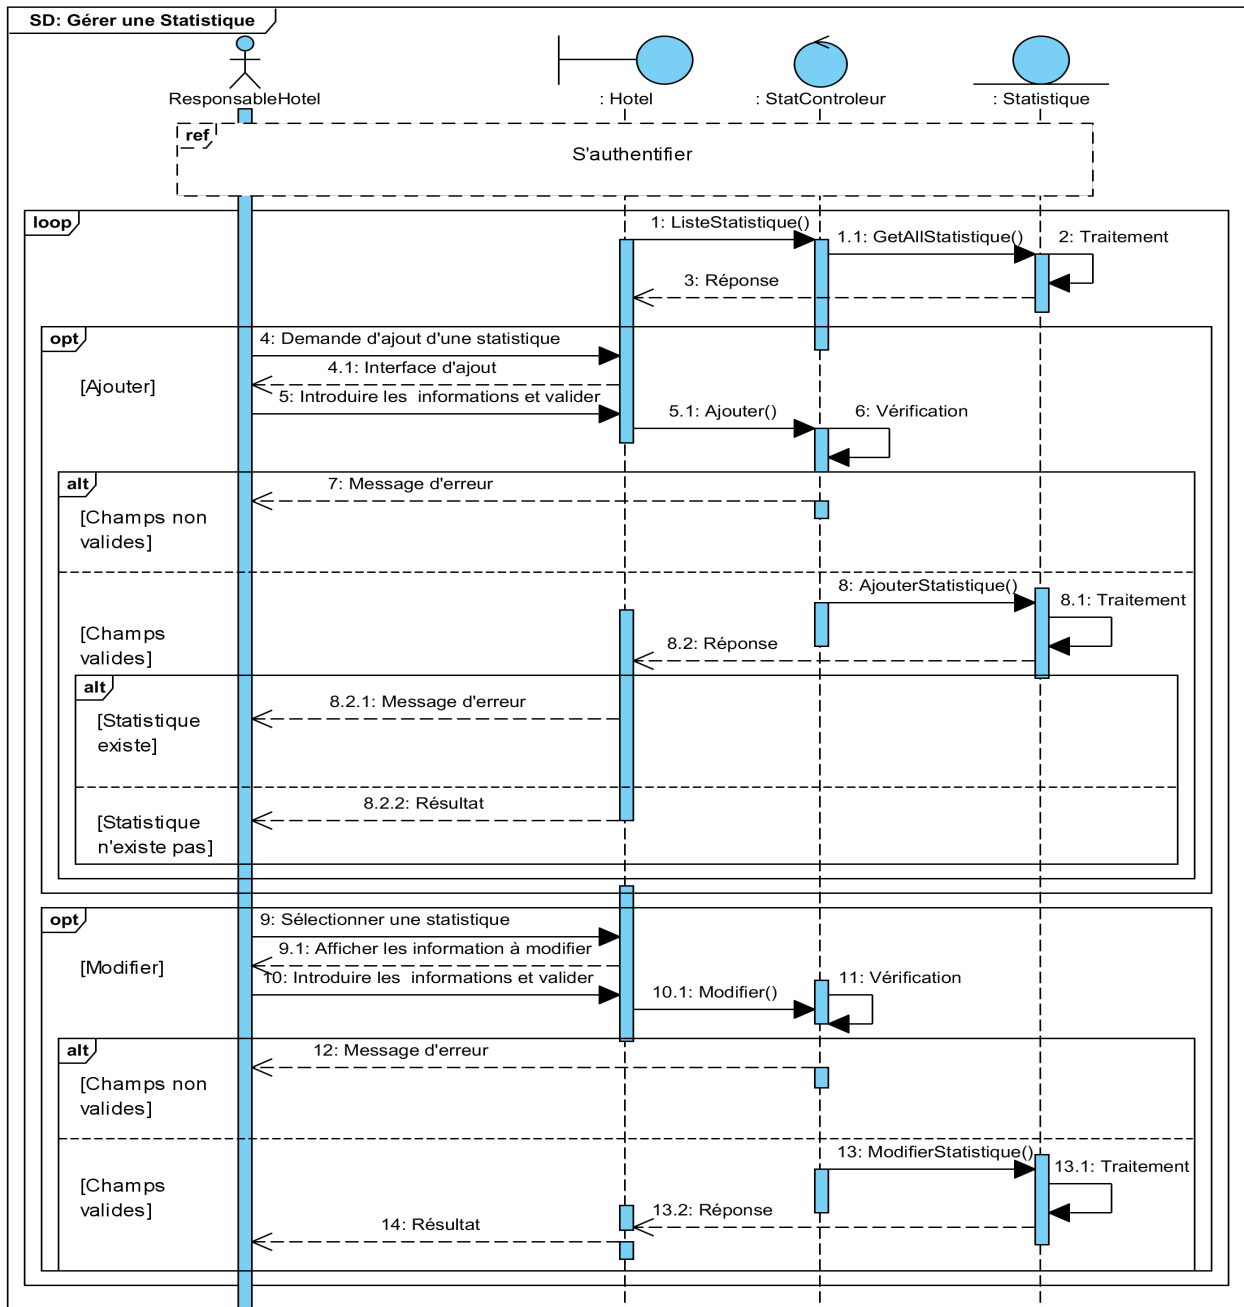 SD: Gérer une Statistique
ResponsableHotel
: Hotel
: StatControleur
: Statistique
ref
S'authentifier
loop
1: ListeStatistique()
1.1: GetAllStatistique()
2: Traitement
3: Réponse
opt
4: Demande d'ajout d'une statistique
4.1: Interface d'ajout
[Ajouter]
5: Introduire les informations et valider
5.1: Ajouter()
6: Vérification
alt
7: Message d'erreur
[Champs non
valides]
8: AjouterStatistique()
8.1: Traitement
[Champs
valides]
8.2: Réponse
alt
8.2.1: Message d'erreur
[Statistique
existe]
8.2.2: Résultat
[Statistique
n'existe pas]
opt
9: Sélectionner une statistique
9.1: Afficher les information à modifier
[Modifier]
10: Introduire les informations et valider
10.1: Modifier()
11: Vérification
alt
12: Message d'erreur
[Champs non
valides]
13: ModifierStatistique()
13.1: Traitement
[Champs
valides]
13.2: Réponse
14: Résultat